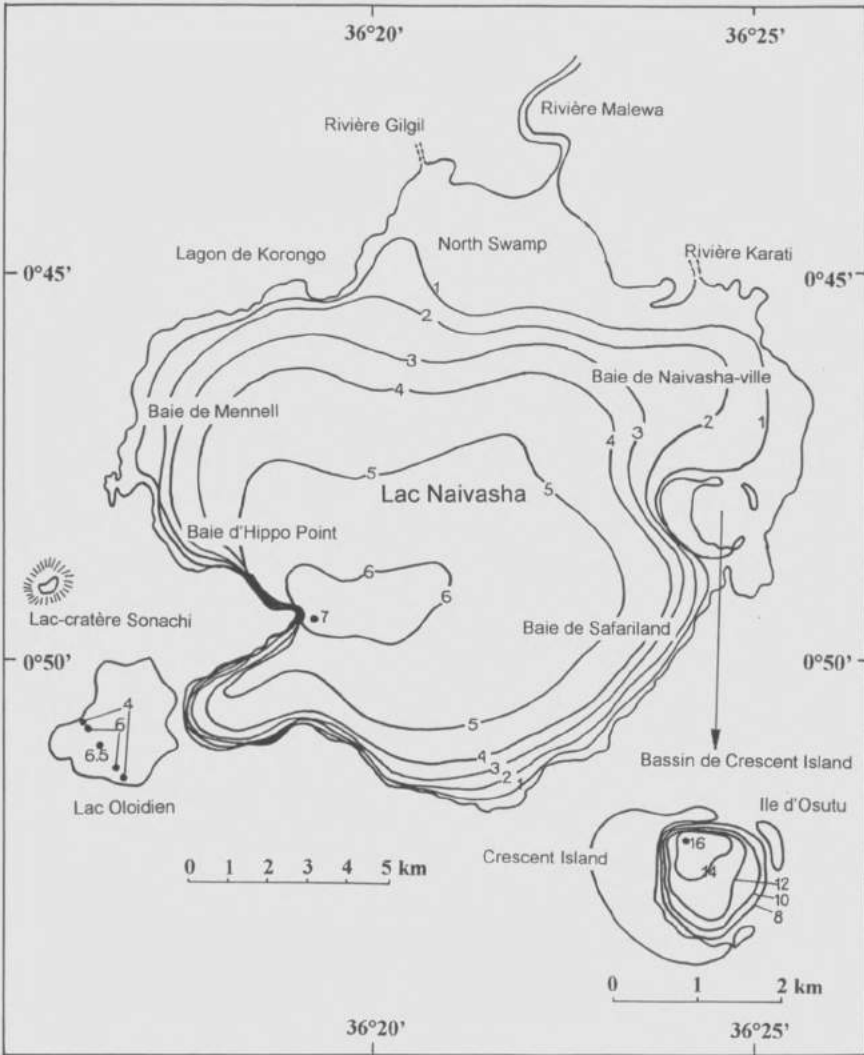 36°20'
36°25'
Rivière Malewa
Rivière Gilgil
Lagon de Korongo
North Swamp
Rivière Karati
0°45'
0°45'
1
2
3
4
Baie de Naivasha-ville
Baie de Mennell
2
1
3
4
5
5
Lac Naivasha
Baie d'Hippo Point
6
6
7
Lac-cratère Sonachi
Baie de Safariland
0°50'
0°50'
4
6
6.5
5
4
3
2
1
Bassin de Crescent Island
Lac Oloidien
Ile d'Osutu
Crescent Island
16
14
12
10
8
0 1 2 3 4 5 km
0 1 2 km
36°20'
36°25'